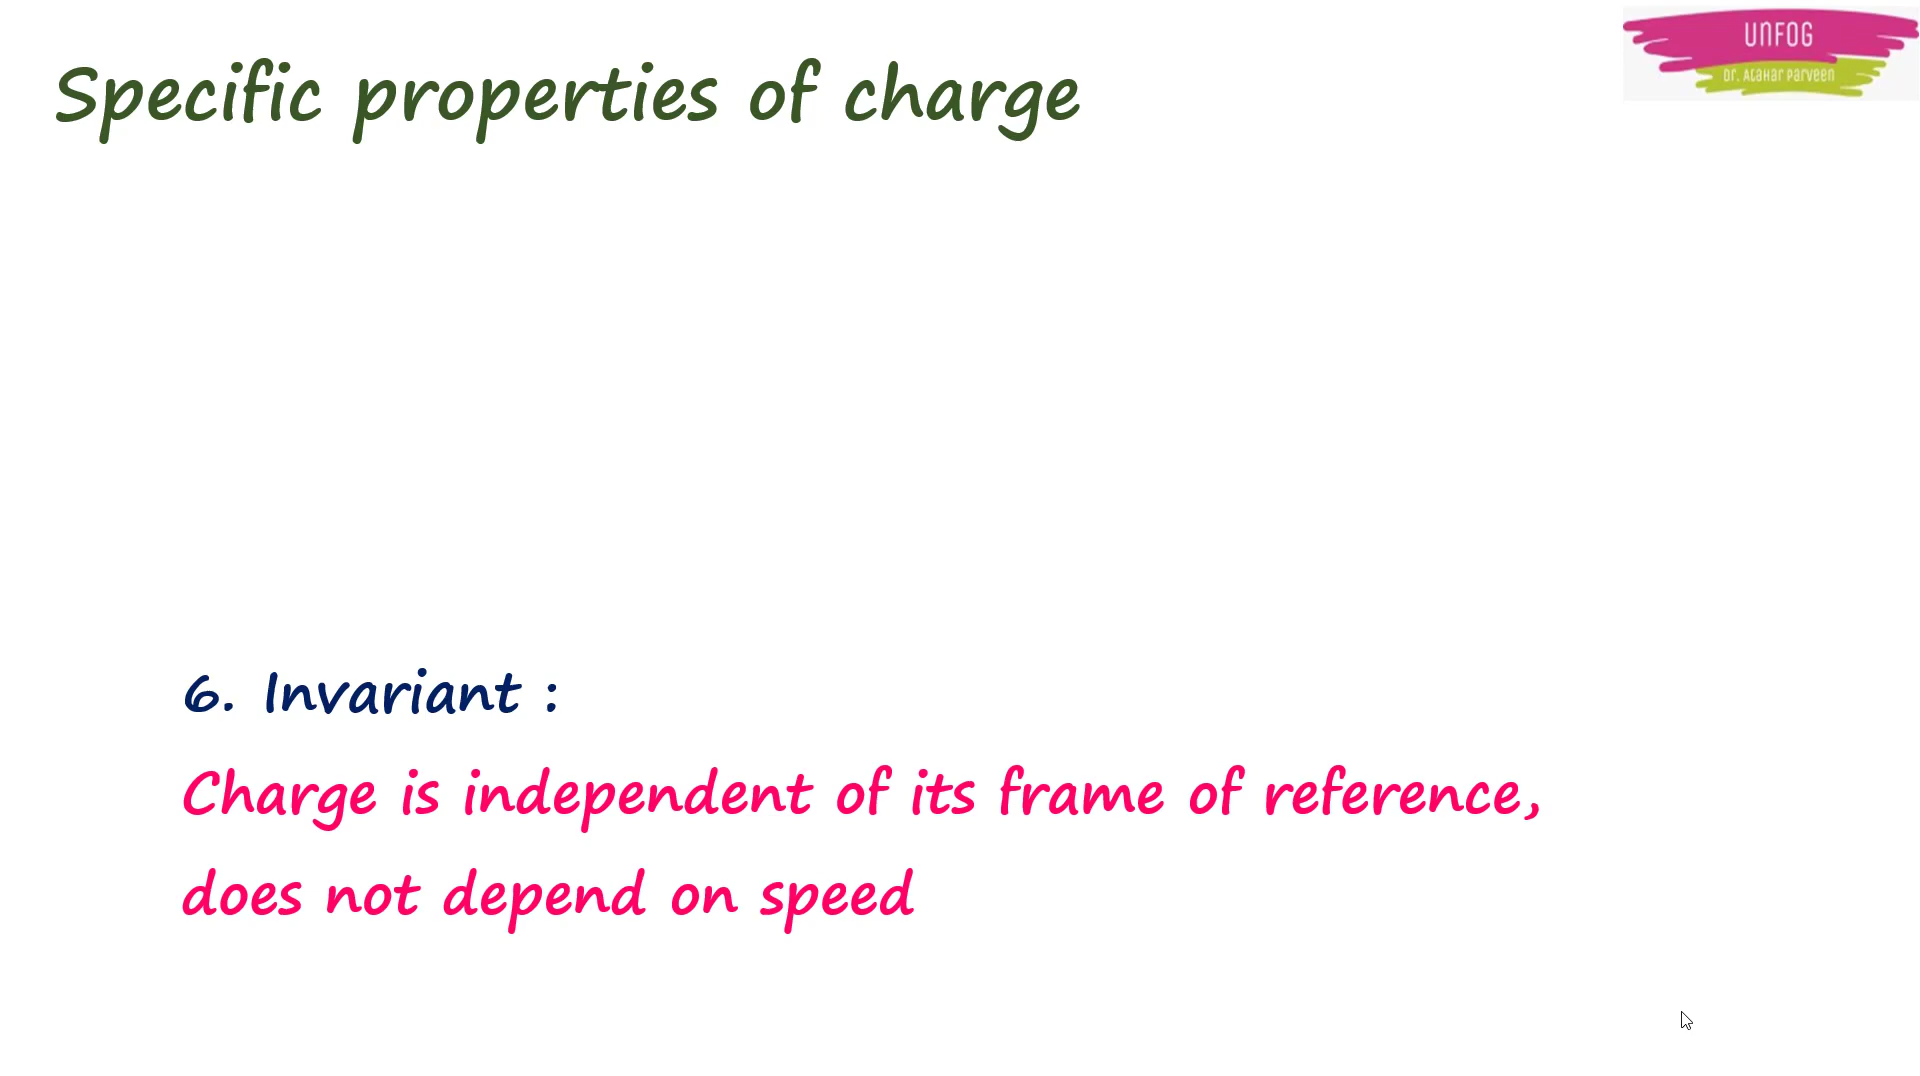 UNFOG
Dr. Atahar Parveen
Specific properties of charge
6. Invariant :
Charge is independent of its frame of reference,
does not depend on speed